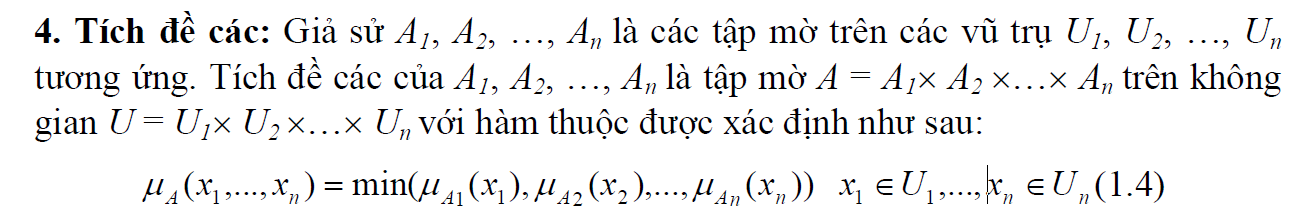 4. Tích đề các: Giả sử A1, A2, …, An là các tập mờ trên các vũ trụ U1, U2, …, Un
tương ứng. Tích đề các của A1, A2, …, An là tập mờ A = A1× A2 ×…× An trên không
gian U = U1× U2 ×…× Un với hàm thuộc được xác định như sau:
μA(x1,...,xn) = min(μA1(x1), μA2(x2),...,μAn(xn)) x1 ∈ U1,...,xn ∈ Un (1.4)